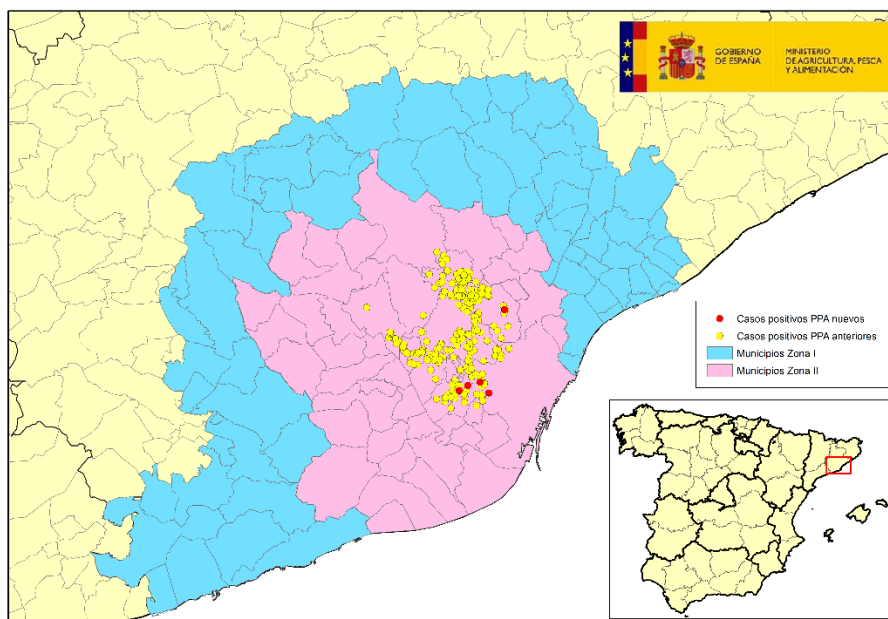 GOBIERNO
DE ESPAÑA
MINISTERIO
DE AGRICULTURA, PESCA
Y ALIMENTACIÓN
Casos positivos PPA nuevos
Casos positivos PPA anteriores
Municipios Zona I
Municipios Zona II